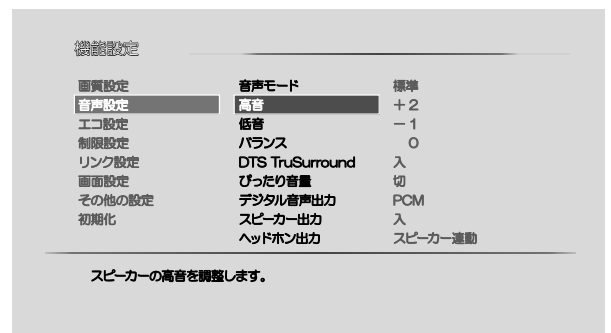 機能設定
画質設定
音声設定
エコ設定
制限設定
リンク設定
画面設定
その他の設定
初期化
音声モード 標準
高音 +2
低音 -1
バランス 0
DTS TruSurround 入
ぴったり音量 切
デジタル音声出力 PCM
スピーカー出力 入
ヘッドホン出力 スピーカー連動
スピーカーの高音を調整します。